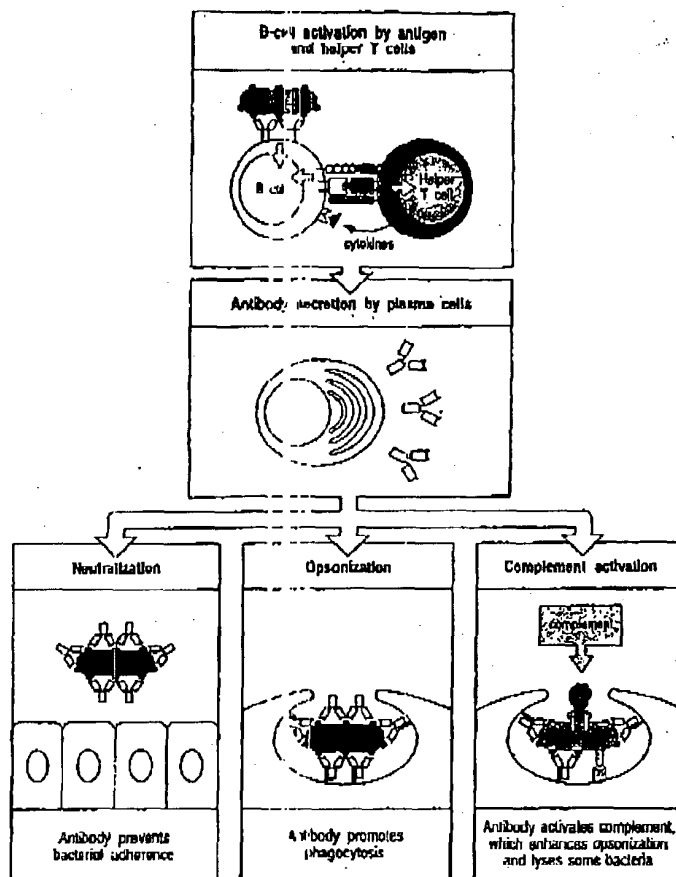 B-cell activation by antigen
and helper T cells
B cell
Helper
T cell
cytokines
Antibody secretion by plasma cells
Neutralization
Opsonization
Complement activation
complement
Antibody prevents
bacterial adherence
Antibody promotes
phagocytosis
Antibody activates complement,
which enhances opsonization
and lyses some bacteria